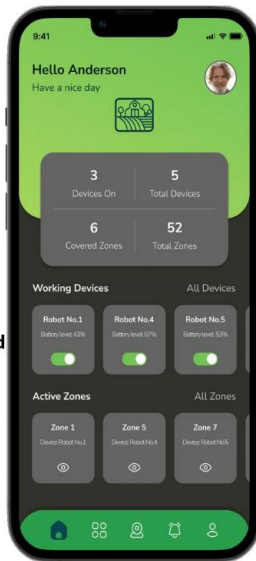 9:41
Hello Anderson
Have a nice day
3 5
Devices On Total Devices
6 52
Covered Zones Total Zones
Working Devices All Devices
Robot No.1 Robot No.4 Robot No.5
Battery level: 43% Battery level: 67% Battery level: 53%
d
Active Zones All Zones
Zone 1 Zone 5 Zone 7
Device: Robot No.1 Device: Robot No.4 Device: Robot No.5